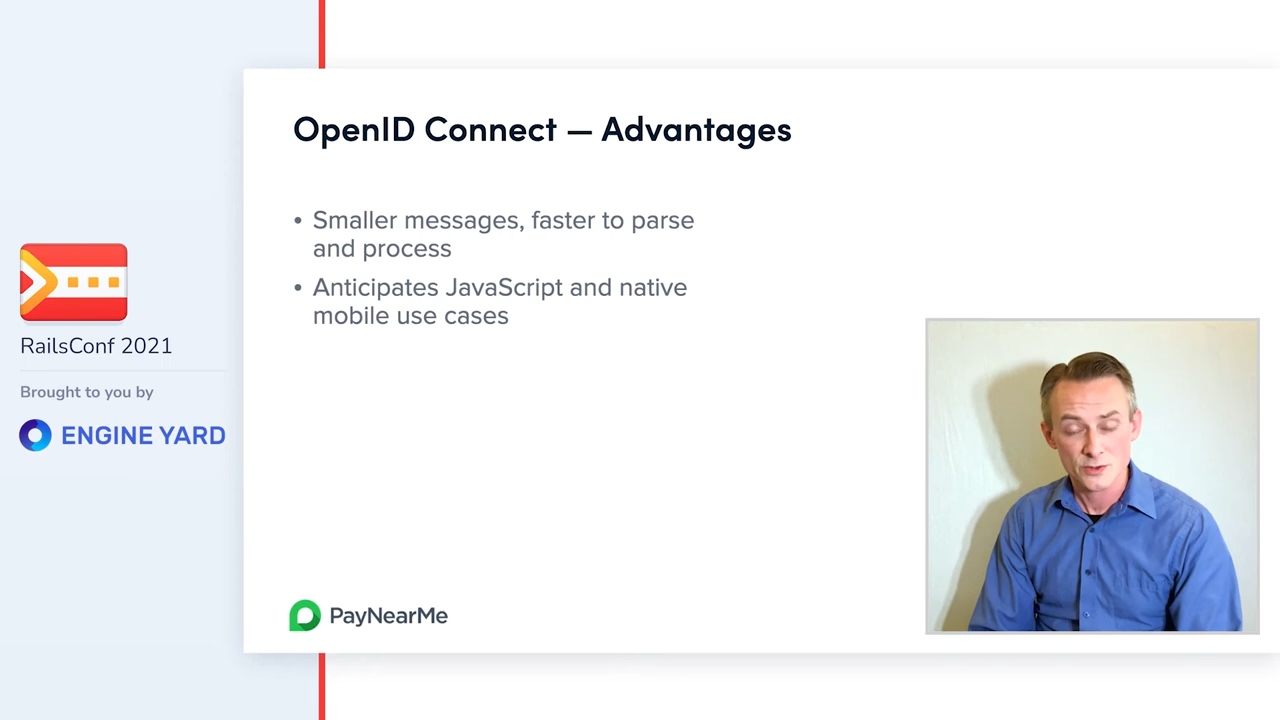 OpenID Connect — Advantages
• Smaller messages, faster to parse
and process
• Anticipates JavaScript and native
mobile use cases
RailsConf 2021
Brought to you by
ENGINE YARD
PayNearMe